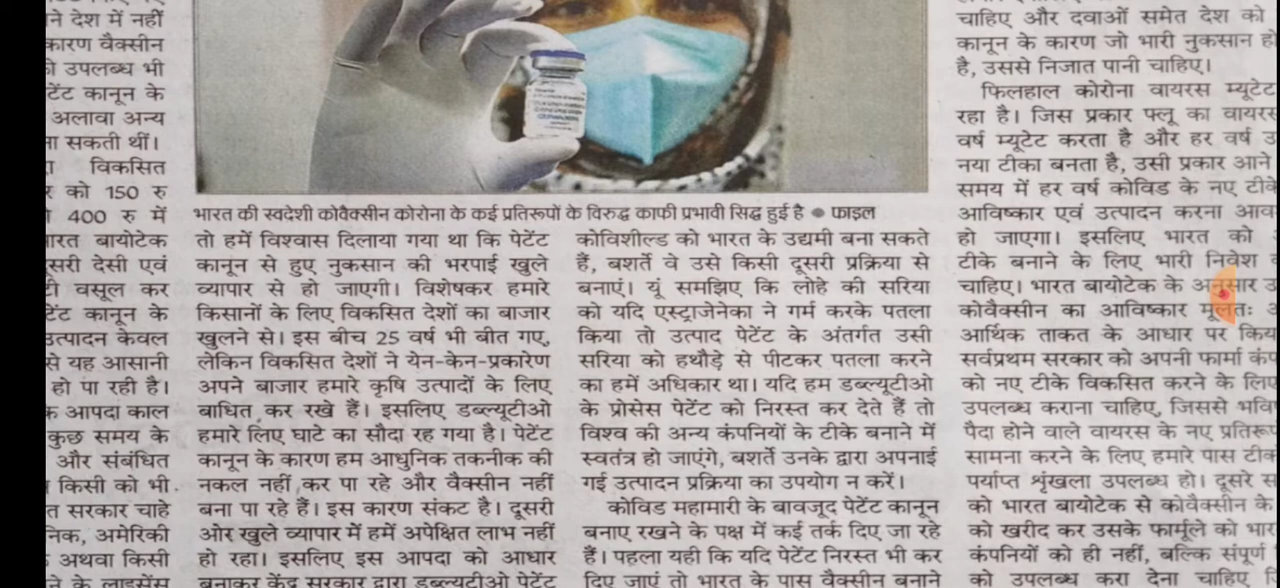 देश में नहीं
कारण वैक्सीन
उपलब्ध भी
कानून के
अलावा अन्य
सकती थीं।
विकसित
को 150 रु
400 रु में
बायोटेक
देसी एवं
वसूल कर
कानून के
उत्पादन केवल
से यह आसानी
हो पा रही है।
आपदा काल
कुछ समय के
और संबंधित
किसी को भी
सरकार चाहे
अमेरिकी
अथवा किसी
के लाइसेंस
भारत की स्वदेशी कोवैक्सीन कोरोना के कई प्रतिरूपों के विरुद्ध काफी प्रभावी सिद्ध हुई है ● फाइल
तो हमें विश्वास दिलाया गया था कि पेटेंट
कानून से हुए नुकसान की भरपाई खुले
व्यापार से हो जाएगी। विशेषकर हमारे
किसानों के लिए विकसित देशों का बाजार
खुलने से। इस बीच 25 वर्ष भी बीत गए,
लेकिन विकसित देशों ने येन-केन-प्रकारेण
अपने बाजार हमारे कृषि उत्पादों के लिए
बाधित कर रखे हैं। इसलिए डब्ल्यूटीओ
हमारे लिए घाटे का सौदा रह गया है। पेटेंट
कानून के कारण हम आधुनिक तकनीक की
नकल नहीं कर पा रहे और वैक्सीन नहीं
बना पा रहे हैं। इस कारण संकट है। दूसरी
ओर खुले व्यापार में हमें अपेक्षित लाभ नहीं
हो रहा। इसलिए इस आपदा को आधार
बनाकर केंद्र सरकार द्वारा डब्ल्यूटीओ पेटेंट
कोविशील्ड को भारत के उद्यमी बना सकते
हैं, बशर्ते वे उसे किसी दूसरी प्रक्रिया से
बनाएं। यूं समझिए कि लोहे की सरिया
को यदि एस्ट्राजेनेका ने गर्म करके पतला
किया तो उत्पाद पेटेंट के अंतर्गत उसी
सरिया को हथौड़े से पीटकर पतला करने
का हमें अधिकार था। यदि हम डब्ल्यूटीओ
के प्रोसेस पेटेंट को निरस्त कर देते हैं तो
विश्व की अन्य कंपनियों के टीके बनाने में
स्वतंत्र हो जाएंगे, बशर्ते उनके द्वारा अपनाई
गई उत्पादन प्रक्रिया का उपयोग न करें।
कोविड महामारी के बावजूद पेटेंट कानून
बनाए रखने के पक्ष में कई तर्क दिए जा रहे
हैं। पहला यही कि यदि पेटेंट निरस्त भी कर
दिए जाएं तो भारत के पास वैक्सीन बनाने
चाहिए और दवाओं समेत देश को
कानून के कारण जो भारी नुकसान
है, उससे निजात पानी चाहिए।
फिलहाल कोरोना वायरस म्यूटेट
रहा है। जिस प्रकार फ्लू का वायरस
वर्ष म्यूटेट करता है और हर वर्ष
नया टीका बनता है, उसी प्रकार आने
समय में हर वर्ष कोविड के नए टीके
आविष्कार एवं उत्पादन करना
हो जाएगा। इसलिए भारत को
टीके बनाने के लिए भारी निवेश
चाहिए। भारत बायोटेक के अनुसार
कोवैक्सीन का आविष्कार मूलतः
आर्थिक ताकत के आधार पर
सर्वप्रथम सरकार को अपनी फार्मा
को नए टीके विकसित करने के लिए
उपलब्ध कराना चाहिए, जिससे
पैदा होने वाले वायरस के नए
सामना करने के लिए हमारे पास
पर्याप्त श्रृंखला उपलब्ध हो। दूसरे
को भारत बायोटेक से कोवैक्सीन के
को खरीद कर उसके फार्मूले को
कंपनियों को ही नहीं, बल्कि संपूर्ण
को उपलब्ध करा देना चाहिए